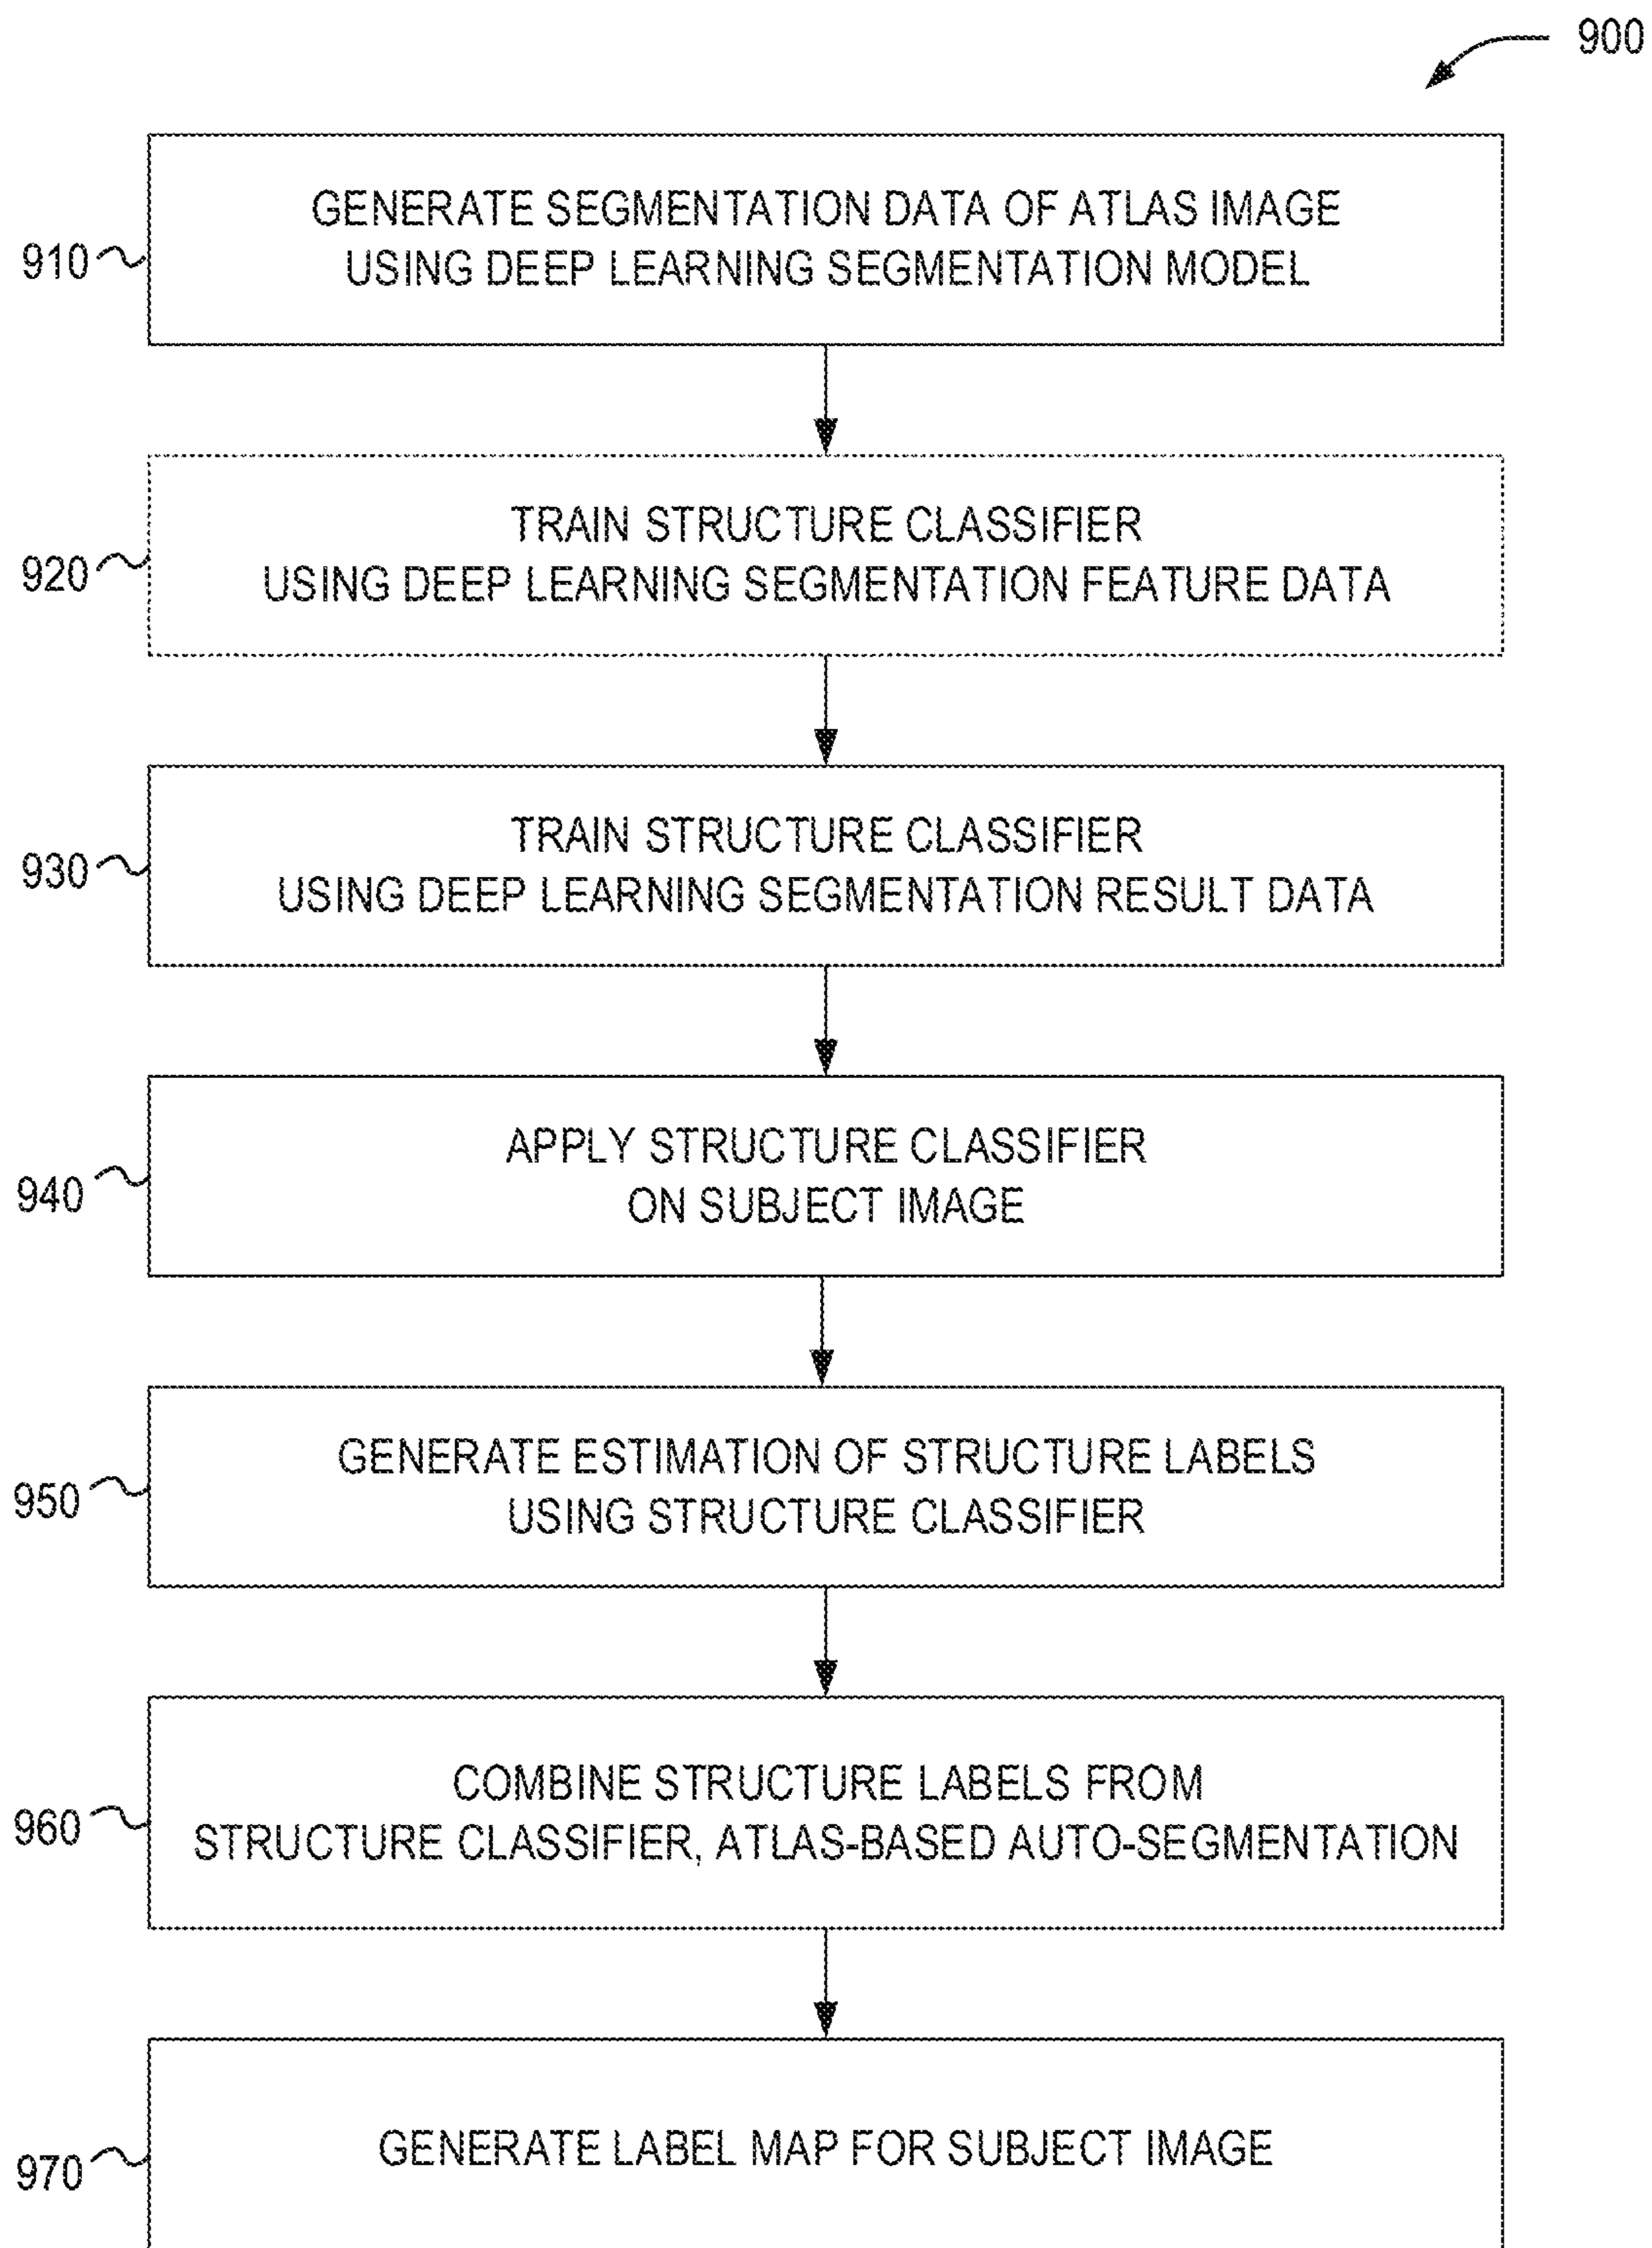 900
GENERATE SEGMENTATION DATA OF ATLAS IMAGE
USING DEEP LEARNING SEGMENTATION MODEL
910
TRAIN STRUCTURE CLASSIFIER
USING DEEP LEARNING SEGMENTATION FEATURE DATA
920
TRAIN STRUCTURE CLASSIFIER
USING DEEP LEARNING SEGMENTATION RESULT DATA
930
APPLY STRUCTURE CLASSIFIER
ON SUBJECT IMAGE
940
GENERATE ESTIMATION OF STRUCTURE LABELS
USING STRUCTURE CLASSIFIER
950
COMBINE STRUCTURE LABELS FROM
STRUCTURE CLASSIFIER, ATLAS-BASED AUTO-SEGMENTATION
960
GENERATE LABEL MAP FOR SUBJECT IMAGE
970